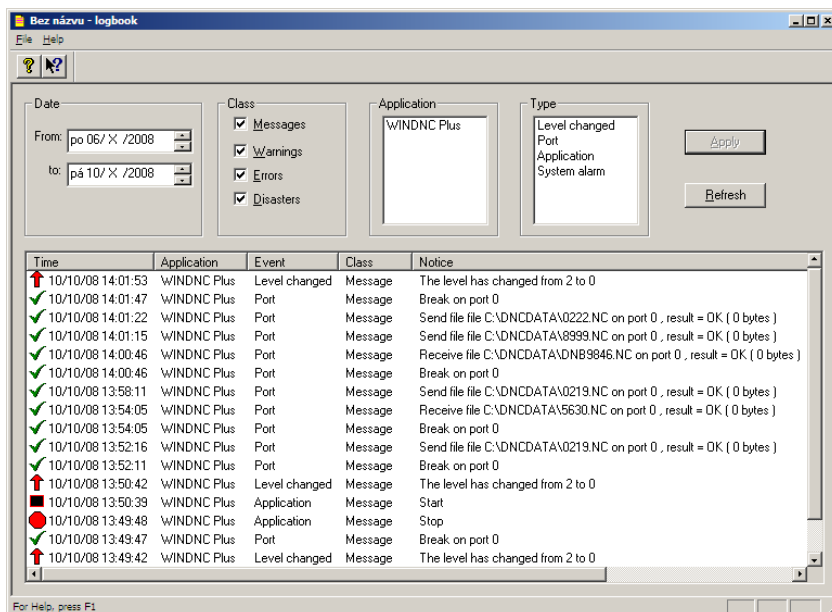 Bez názvu - logbook
File Help
Date
From: po 06/ X /2008
to: pá 10/ X /2008
Class
Messages
Warnings
Errors
Disasters
Application
WINDNC Plus
Type
Level changed
Port
Application
System alarm
Apply
Refresh
Time Application Event Class Notice
10/10/08 14:01:53 WINDNC Plus Level changed Message The level has changed from 2 to 0
10/10/08 14:01:47 WINDNC Plus Port Message Break on port 0
10/10/08 14:01:22 WINDNC Plus Port Message Send file file C:\DNCDATA\0222.NC on port 0 , result = OK ( 0 bytes )
10/10/08 14:01:15 WINDNC Plus Port Message Send file file C:\DNCDATA\8999.NC on port 0 , result = OK ( 0 bytes )
10/10/08 14:00:46 WINDNC Plus Port Message Receive file C:\DNCDATA\DNB9846.NC on port 0 , result = OK ( 0 bytes )
10/10/08 14:00:46 WINDNC Plus Port Message Break on port 0
10/10/08 13:58:11 WINDNC Plus Port Message Send file file C:\DNCDATA\0219.NC on port 0 , result = OK ( 0 bytes )
10/10/08 13:54:05 WINDNC Plus Port Message Receive file C:\DNCDATA\5630.NC on port 0 , result = OK ( 0 bytes )
10/10/08 13:54:05 WINDNC Plus Port Message Break on port 0
10/10/08 13:52:16 WINDNC Plus Port Message Send file file C:\DNCDATA\0219.NC on port 0 , result = OK ( 0 bytes )
10/10/08 13:52:11 WINDNC Plus Port Message Break on port 0
10/10/08 13:50:42 WINDNC Plus Level changed Message The level has changed from 2 to 0
10/10/08 13:50:39 WINDNC Plus Application Message Start
10/10/08 13:49:48 WINDNC Plus Application Message Stop
10/10/08 13:49:47 WINDNC Plus Port Message Break on port 0
10/10/08 13:49:42 WINDNC Plus Level changed Message The level has changed from 2 to 0
For Help, press F1